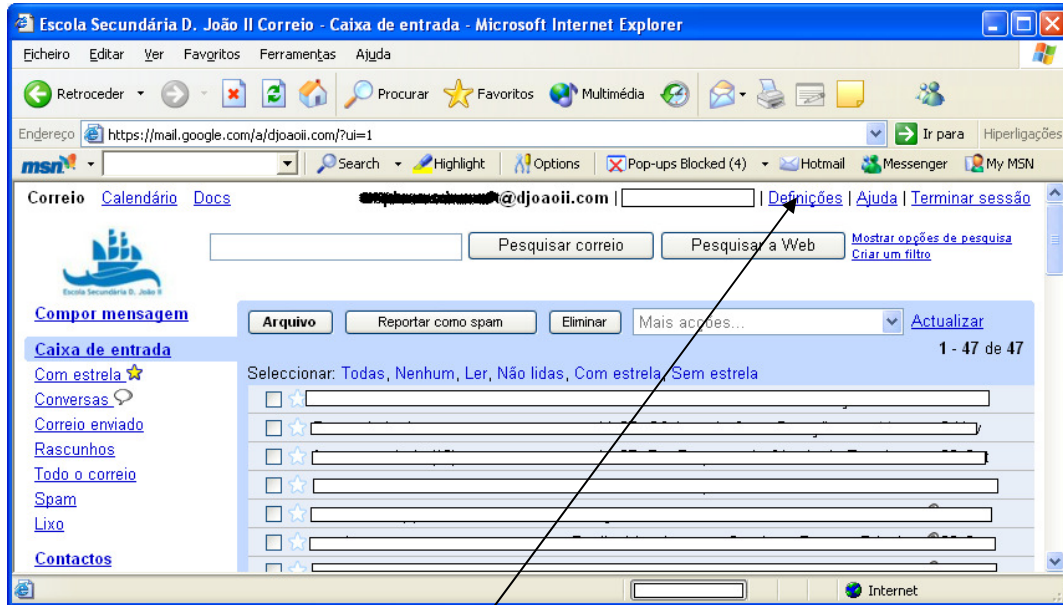 Escola Secundária D. João II Correio - Caixa de entrada - Microsoft Internet Explorer
Ficheiro Editar Ver Favoritos Ferramentas Ajuda
Retroceder Procurar Favoritos Multimédia
Endereço https://mail.google.com/a/djoaoii.com/?ui=1 Ir para Hiperligações
msn Search Highlight Options Pop-ups Blocked (4) Hotmail Messenger My MSN
Correio Calendário Docs @djoaoii.com | | Definições | Ajuda | Terminar sessão
Pesquisar correio Pesquisar a Web Mostrar opções de pesquisa
Criar um filtro
Escola Secundária D. João II
Compor mensagem Arquivo Reportar como spam Eliminar Mais acções... Actualizar
Caixa de entrada 1 - 47 de 47
Com estrela Seleccionar: Todas, Nenhum, Ler, Não lidas, Com estrela, Sem estrela
Conversas
Correio enviado
Rascunhos
Todo o correio
Spam
Lixo
Contactos
Internet